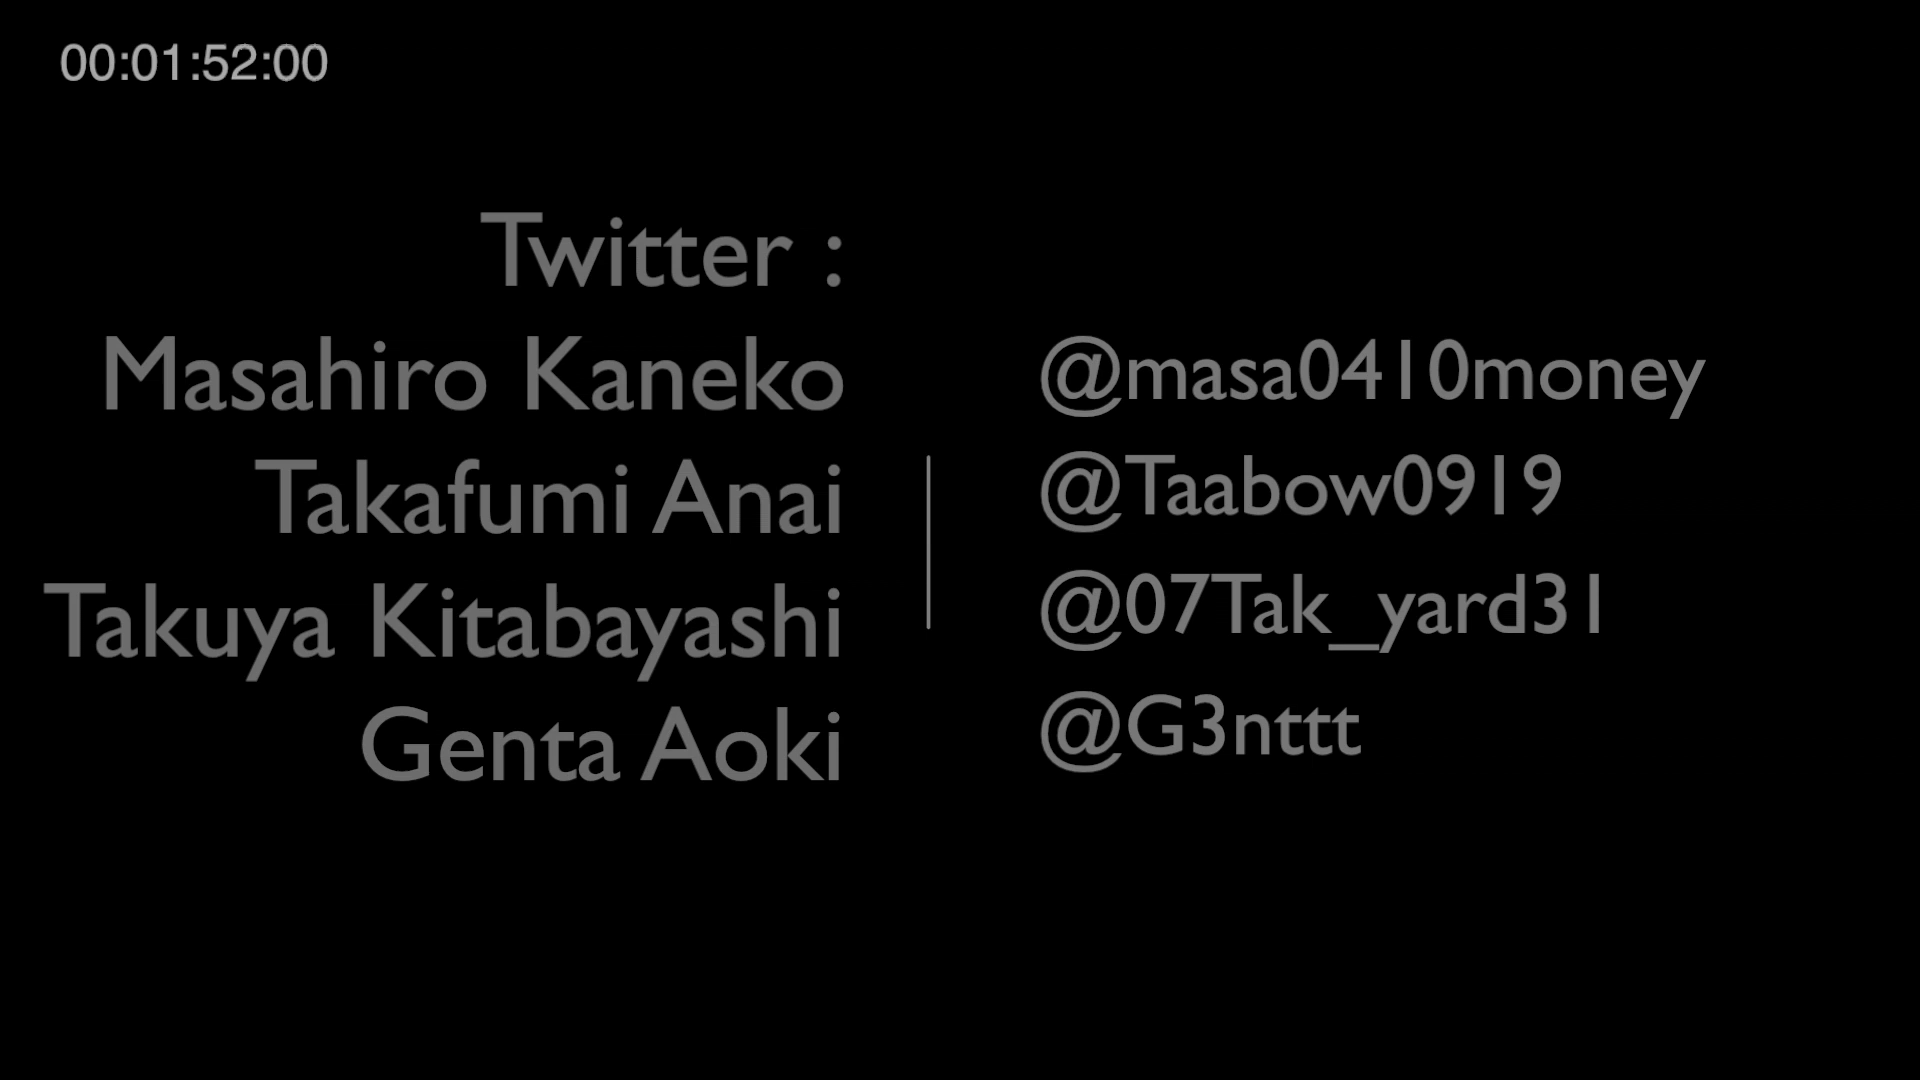 00:01:52:00
Twitter :
Masahiro Kaneko @masa0410money
Takafumi Anai @Taabow0919
Takuya Kitabayashi @07Tak_yard31
Genta Aoki @G3nttt